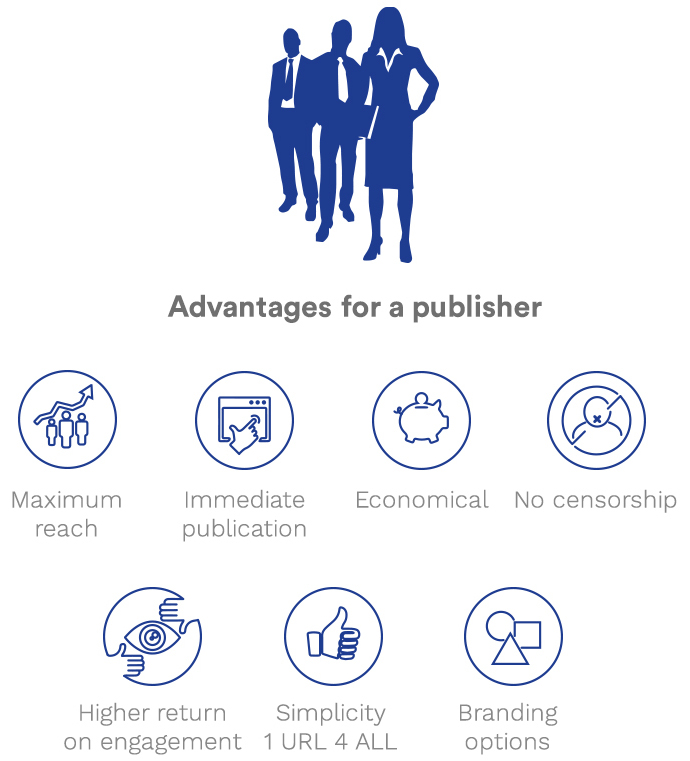 Advantages for a publisher
Maximum
reach
Immediate
publication
Economical
No censorship
Higher return
on engagement
Simplicity
1 URL 4 ALL
Branding
options